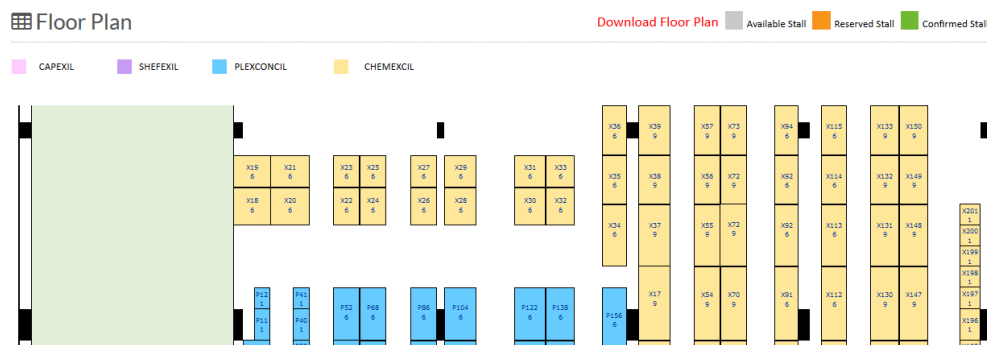 Floor Plan
Download Floor Plan Available Stall Reserved Stall Confirmed Stall
CAPEXIL SHEFEXIL PLEXCONCIL CHEMEXCIL
X36 X39 X57 X73 X94 X115 X133 X150
6 9 9 9 6 6 9 9
X19 X21 X23 X25 X27 X29 X31 X33
6 6 6 6 6 6 6 6
X35 X38 X56 X72 X92 X114 X132 X149
6 9 9 9 6 6 9 9
X18 X20 X22 X24 X26 X28 X30 X32
6 6 6 6 6 6 6 6
X34 X37 X55 X72 X92 X113 X131 X148
6 9 9 9 6 6 9 9
X201
1
X200
1
X199
1
X198
1
P12 P41 X17 X54 X70 X91 X112 X130 X147 X197
1 1 9 9 9 6 6 9 9 1
P52 P68 P86 P104 P122 P138 P156
6 6 6 6 6 6 6
P11 P40 X196
1 1 1